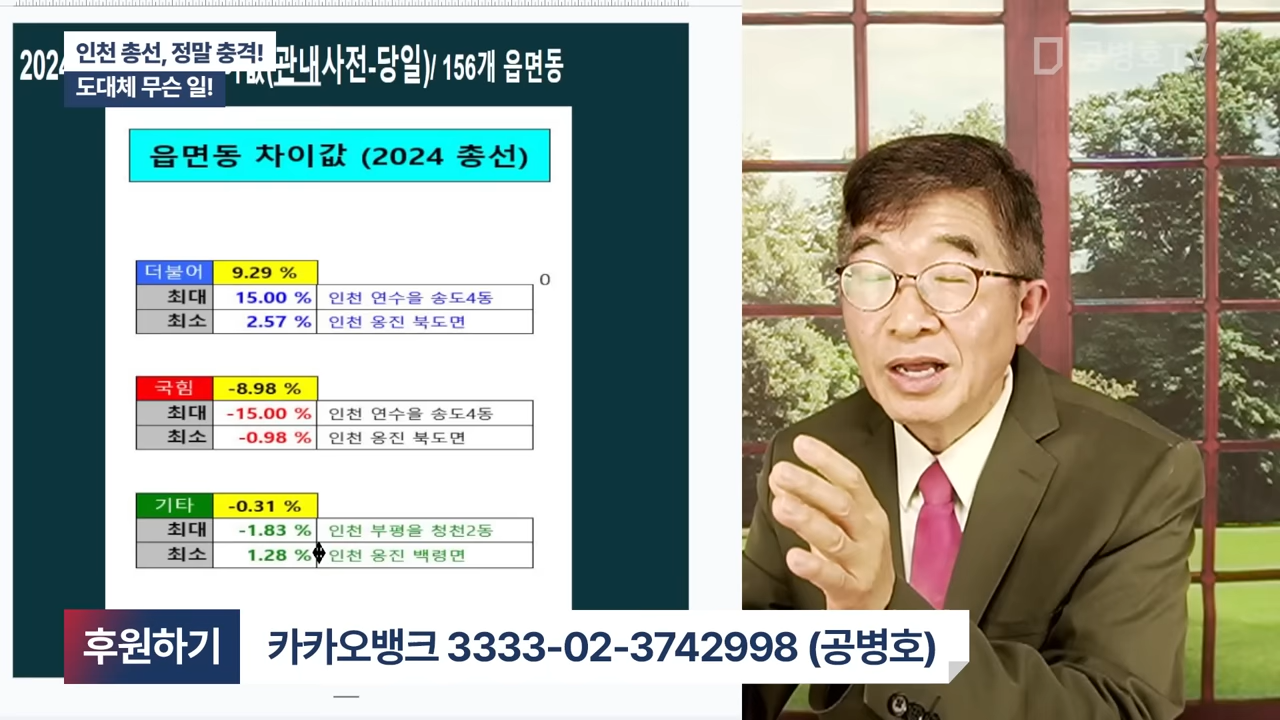 인천 총선, 정말 충격!
도대체 무슨 일!
2024 값(관내사전-당일)/ 156개 읍면동
공병호TV
읍면동 차이값 (2024 총선)
더불어 9.29 %
최대 15.00 % 인천 연수을 송도4동
최소 2.57 % 인천 옹진 북도면
국힘 -8.98 %
최대 -15.00 % 인천 연수을 송도4동
최소 -0.98 % 인천 옹진 북도면
기타 -0.31 %
최대 -1.83 % 인천 부평을 청천2동
최소 1.28 % 인천 옹진 백령면
0
후원하기 카카오뱅크 3333-02-3742998 (공병호)